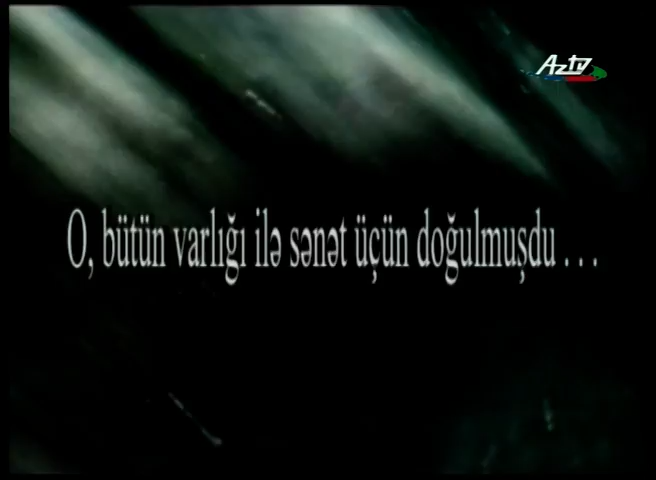 Aztv
O, bütün varlığı ilə sənət üçün doğulmuşdu . . .